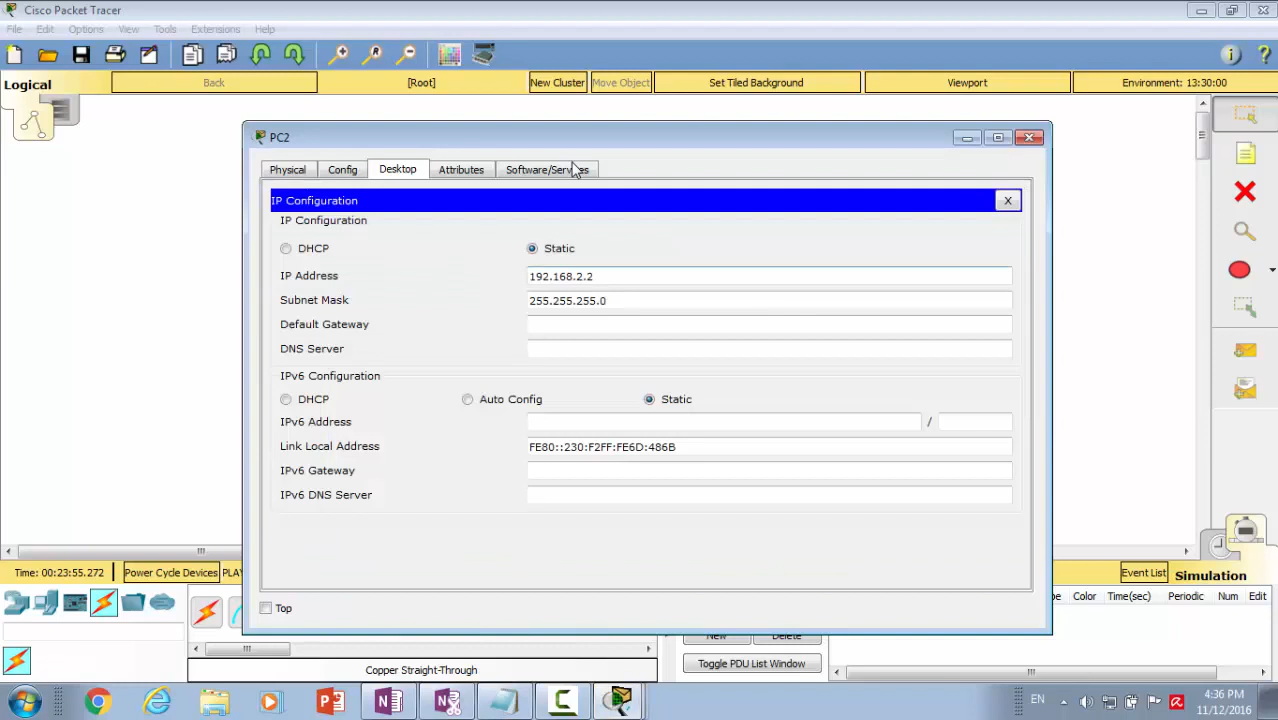 Cisco Packet Tracer
File Edit Options View Tools Extensions Help
Logical Back [Root] New Cluster Move Object Set Tiled Background Viewport Environment: 13:30:00
PC2
Physical Config Desktop Attributes Software/Services
IP Configuration X
IP Configuration
DHCP Static
IP Address 192.168.2.2
Subnet Mask 255.255.255.0
Default Gateway
DNS Server
IPv6 Configuration
DHCP Auto Config Static
IPv6 Address /
Link Local Address FE80::230:F2FF:FE6D:486B
IPv6 Gateway
IPv6 DNS Server
Time: 00:23:55.272 Power Cycle Devices Event List Simulation
Color Time(sec) Periodic Num Edit
Top
New Delete
Toggle PDU List Window
Copper Straight-Through
EN 4:36 PM
11/12/2016